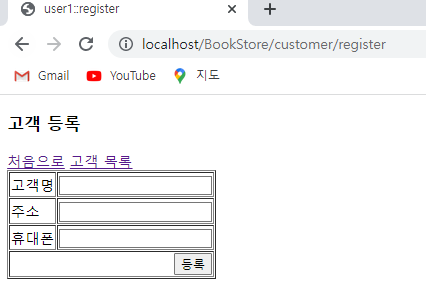 user1::register
localhost/BookStore/customer/register
Gmail YouTube 지도
고객 등록
처음으로 고객 목록
고객명
주소
휴대폰
등록